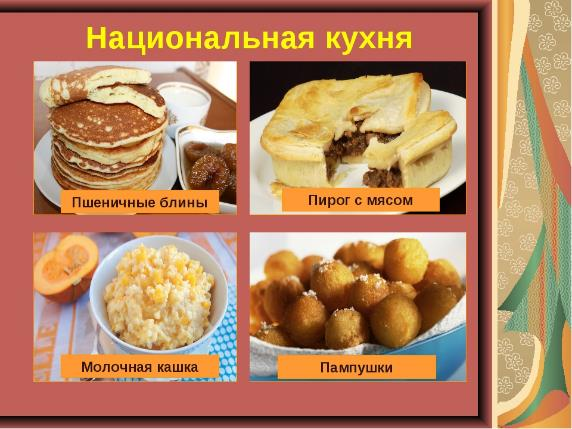 Национальная кухня
Пшеничные блины
Пирог с мясом
Молочная кашка
Пампушки